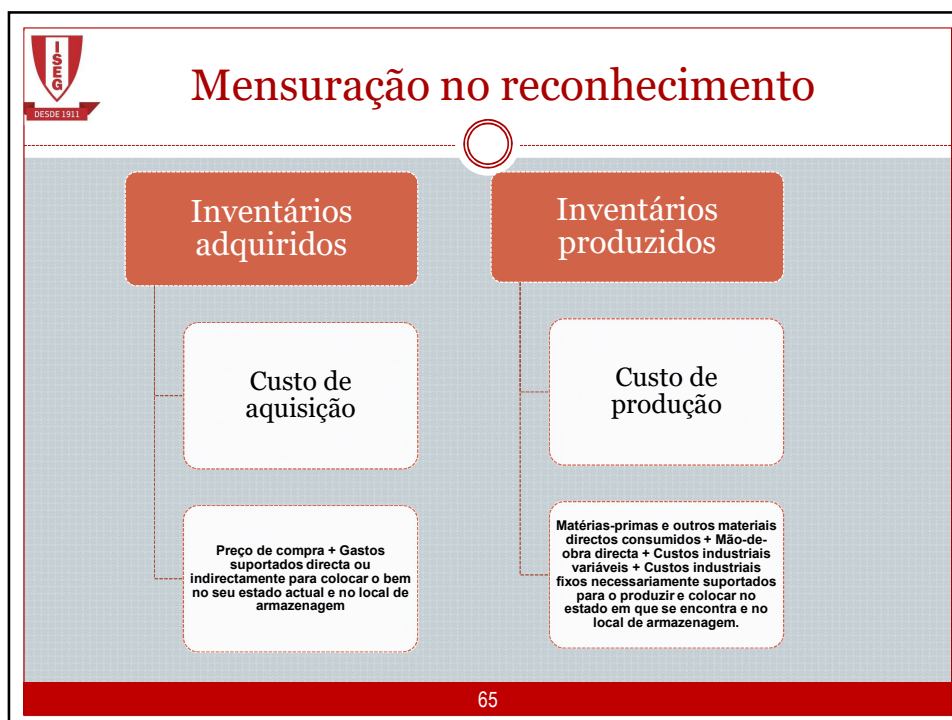 ISEG
DESDE 1911
Mensuração no reconhecimento
Inventários
adquiridos
Custo de
aquisição
Preço de compra + Gastos
suportados directa ou
indirectamente para colocar o bem
no seu estado actual e no local de
armazenagem
Inventários
produzidos
Custo de
produção
Matérias-primas e outros materiais
directos consumidos + Mão-de-
obra directa + Custos industriais
variáveis + Custos industriais
fixos necessariamente suportados
para o produzir e colocar no
estado em que se encontra e no
local de armazenagem.
65